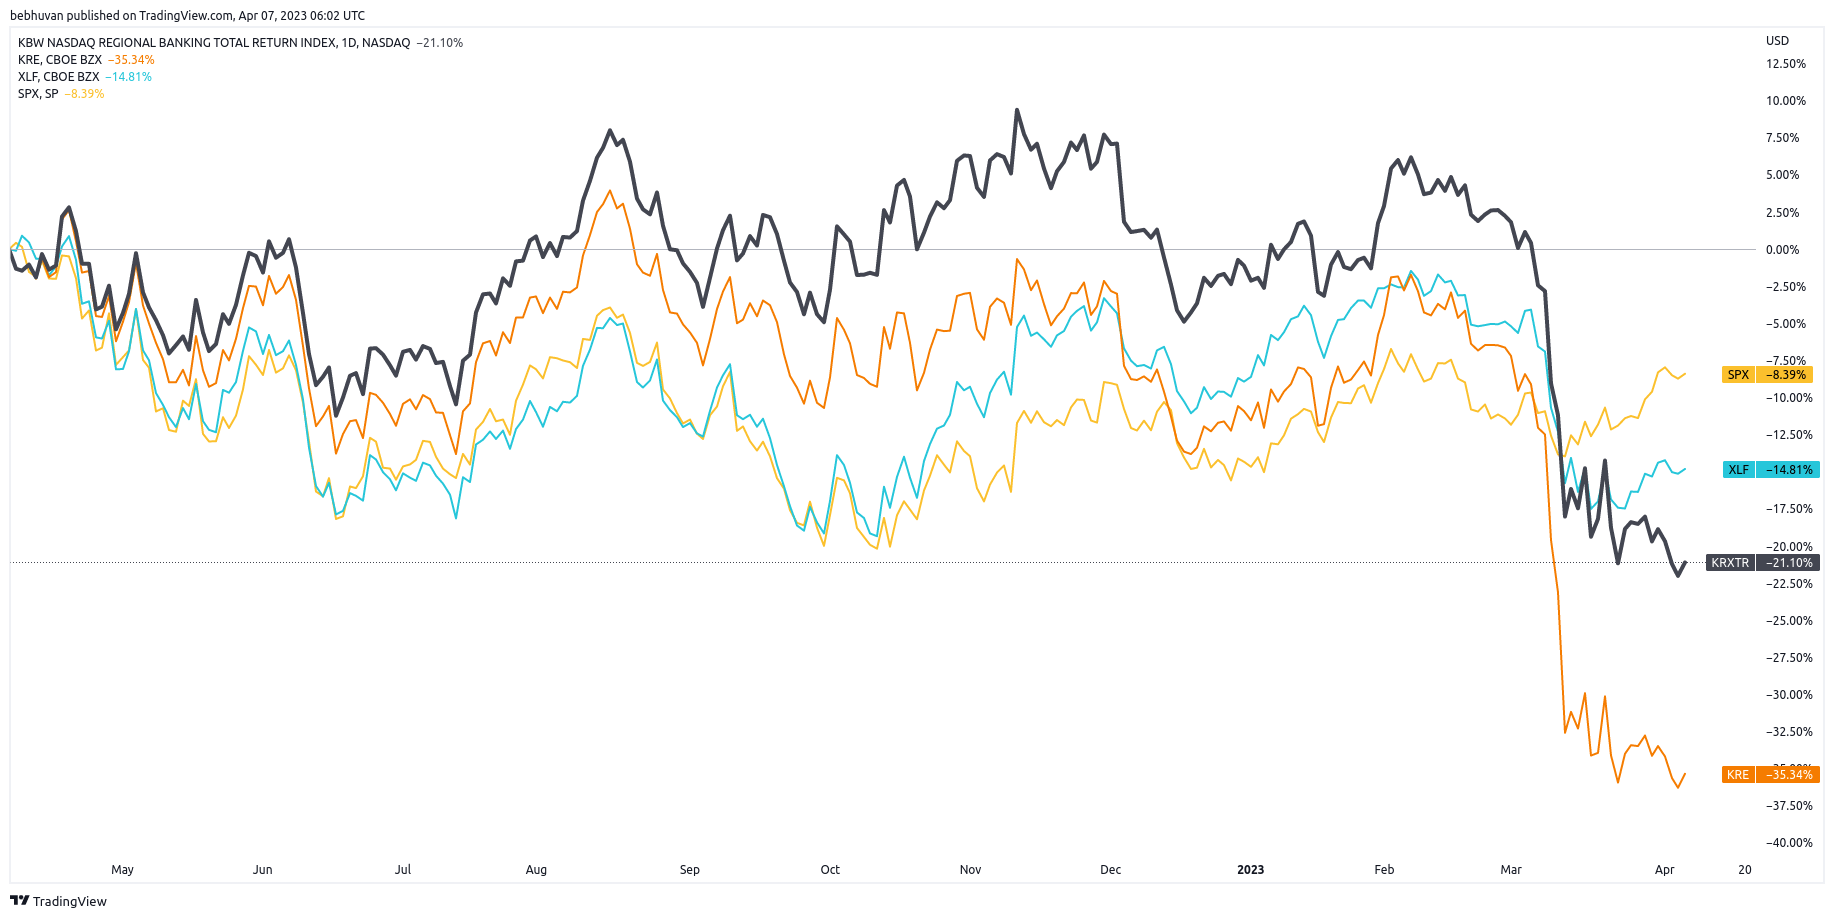 bebhuvan published on TradingView.com, Apr 07, 2023 06:02 UTC
KBW NASDAQ REGIONAL BANKING TOTAL RETURN INDEX, 1D, NASDAQ −21.10%
KRE, CBOE BZX −35.34%
XLF, CBOE BZX −14.81%
SPX, SP −8.39%
USD
12.50%
10.00%
7.50%
5.00%
2.50%
0.00%
−2.50%
−5.00%
−7.50%
SPX −8.39%
−10.00%
−12.50%
XLF −14.81%
−17.50%
−20.00%
KRXTR −21.10%
−22.50%
−25.00%
−27.50%
−30.00%
−32.50%
−35.00%
KRE −35.34%
−37.50%
−40.00%
May Jun Jul Aug Sep Oct Nov Dec 2023 Feb Mar Apr 20
TradingView